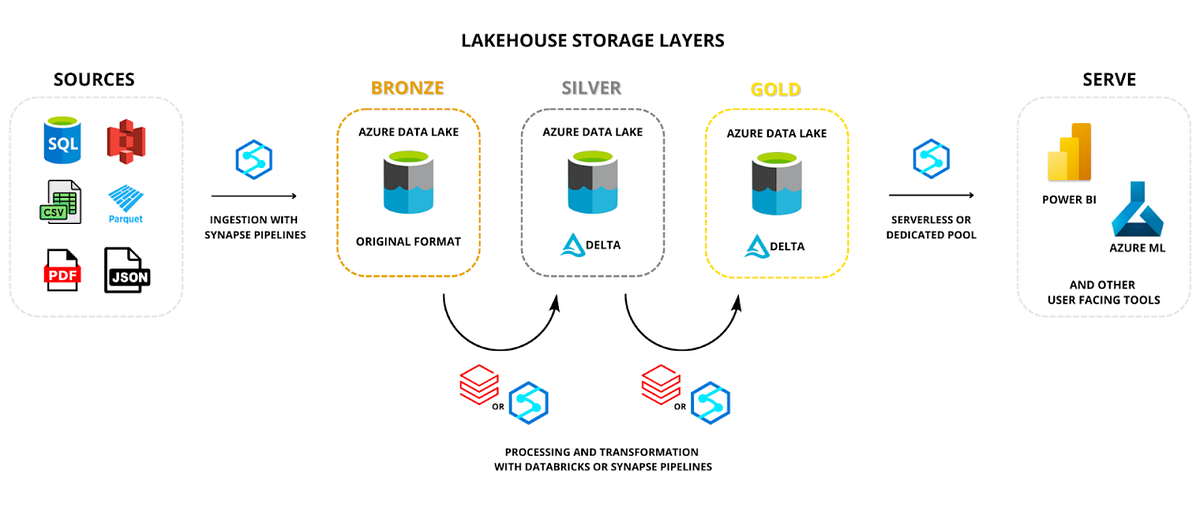 LAKEHOUSE STORAGE LAYERS
SOURCES
SQL
CSV
Parquet
PDF
JSON
INGESTION WITH
SYNAPSE PIPELINES
BRONZE
AZURE DATA LAKE
ORIGINAL FORMAT
SILVER
AZURE DATA LAKE
DELTA
GOLD
AZURE DATA LAKE
DELTA
OR
OR
PROCESSING AND TRANSFORMATION
WITH DATABRICKS OR SYNAPSE PIPELINES
SERVERLESS OR
DEDICATED POOL
SERVE
POWER BI
AZURE ML
AND OTHER
USER FACING TOOLS